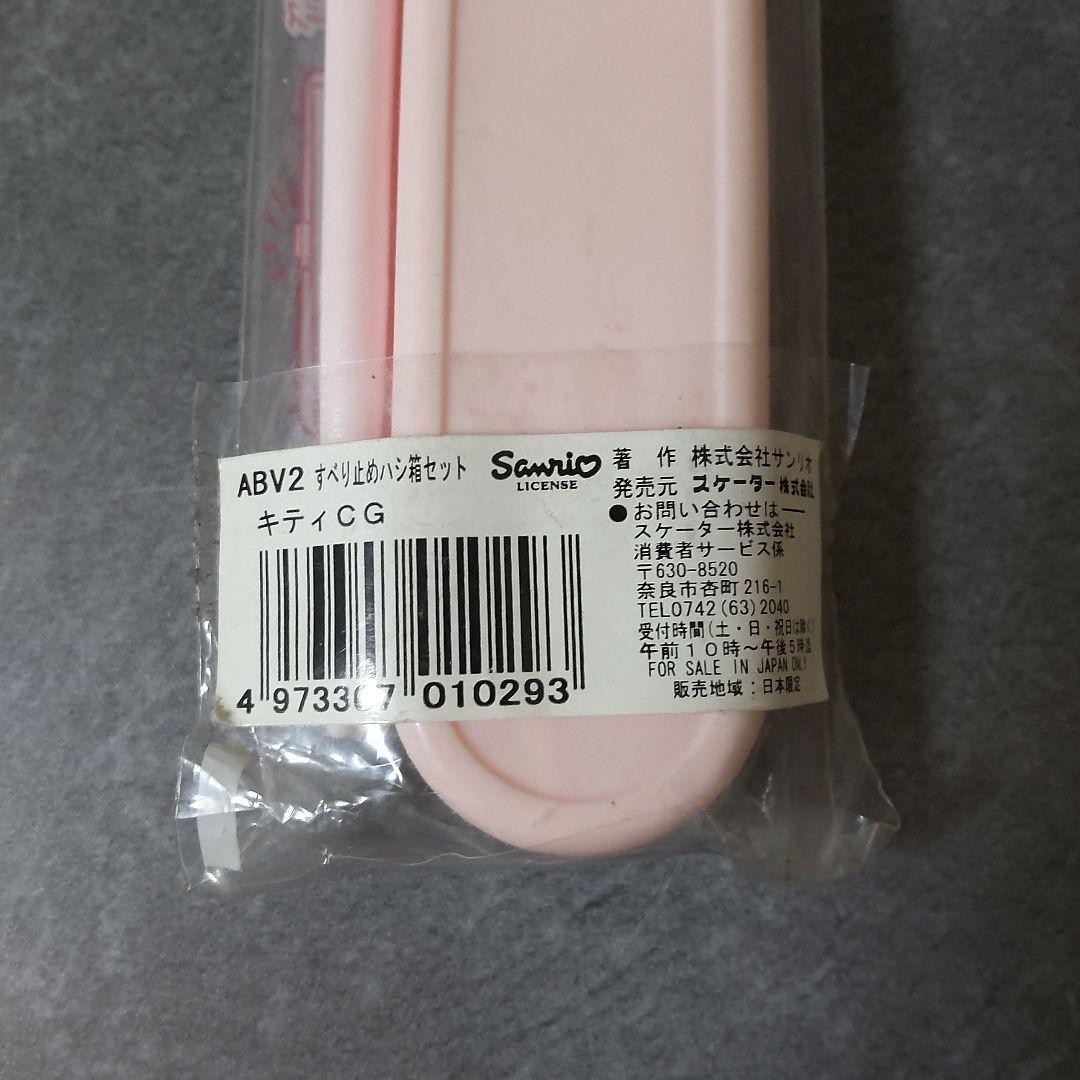 ABV2 すべり止めハシ箱セット
キティCG
4 973307 010293
Sanrio
LICENSE
著 作 株式会社サンリオ
発売元 スケーター株式会社
●お問い合わせは―
スケーター株式会社
消費者サービス係
〒630-8520
奈良市杏町216-1
TEL0742(63)2040
受付時間(土・日・祝日は除く)
午前10時〜午後5時迄
FOR SALE IN JAPAN ONLY
販売地域:日本限定